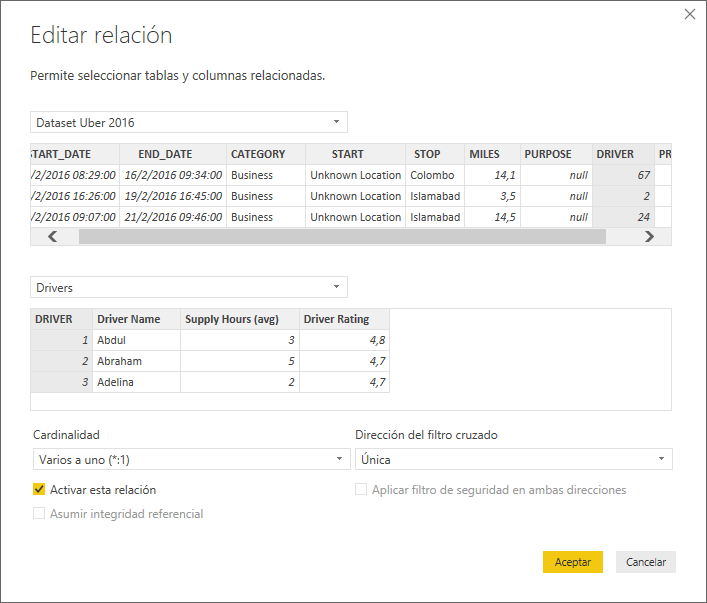 Editar relación
Permite seleccionar tablas y columnas relacionadas.
Dataset Uber 2016
TART_DATE END_DATE CATEGORY START STOP MILES PURPOSE DRIVER PR
/2/2016 08:29:00 16/2/2016 09:34:00 Business Unknown Location Colombo 14,1 null 67
/2/2016 16:26:00 19/2/2016 16:45:00 Business Unknown Location Islamabad 3,5 null 2
/2/2016 09:07:00 21/2/2016 09:46:00 Business Unknown Location Islamabad 14,5 null 24
Drivers
DRIVER Driver Name Supply Hours (avg) Driver Rating
1 Abdul 3 4,8
2 Abraham 5 4,7
3 Adelina 2 4,7
Cardinalidad Dirección del filtro cruzado
Varios a uno (*:1) Única
Activar esta relación Aplicar filtro de seguridad en ambas direcciones
Asumir integridad referencial
Aceptar Cancelar